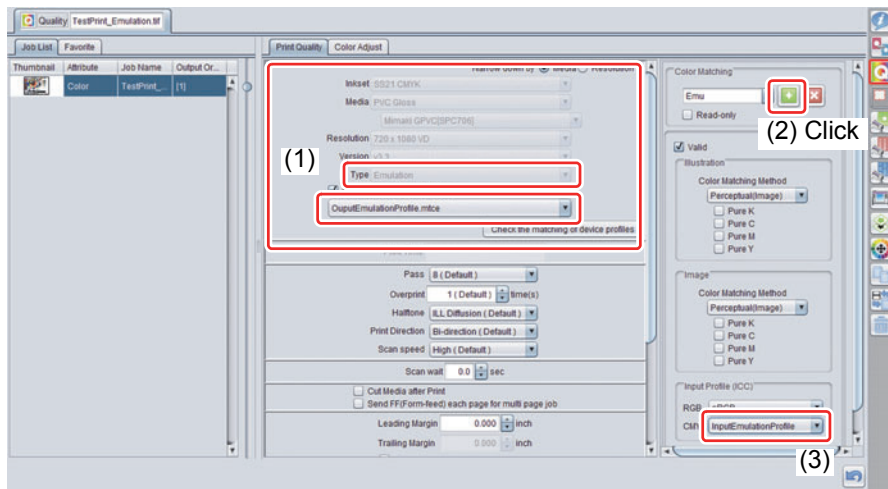 Quality TestPrint_Emulation.tif
Job List Favorite
Thumbnail Attribute Job Name Output Or...
Color TestPrint_... [1]
Print Quality Color Adjust
Narrow down by Media Resolution
Inkset SS21 CMYK
Media PVC Gloss
Mimaki GPVC[SPC706]
Resolution 720 x 1080 VD
(1)
Version v3.2
Type Emulation
OuputEmulationProfile.mtce
Check the matching of device profiles
Pass 8 ( Default )
Overprint 1 ( Default ) time(s)
Halftone ILL Diffusion ( Default )
Print Direction Bi-direction ( Default )
Scan speed High ( Default )
Scan wait 0.0 sec
Cut Media after Print
Send FF(Form-feed) each page for multi page job
Leading Margin 0.000 inch
Trailing Margin 0.000 inch
Color Matching
Emu
Read-only
(2) Click
Valid
Illustration
Color Matching Method
Perceptual(Image)
Pure K
Pure C
Pure M
Pure Y
Image
Color Matching Method
Perceptual(Image)
Pure K
Pure C
Pure M
Pure Y
Input Profile (ICC)
RGB sRGB
CMY InputEmulationProfile
(3)